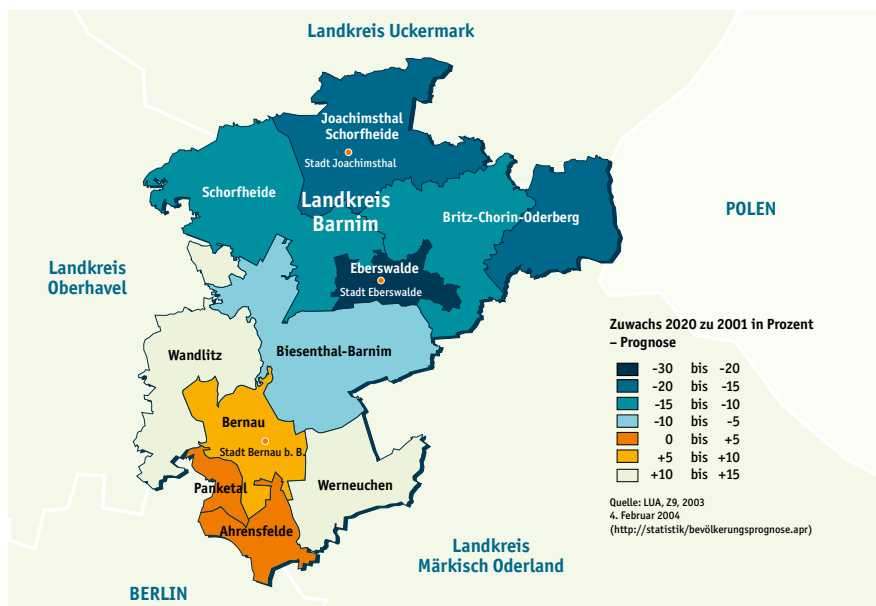 Landkreis Uckermark
Joachimsthal
Schorfheide
Stadt Joachimsthal
Schorfheide
Landkreis
Barnim
Britz-Chorin-Oderberg
POLEN
Landkreis
Oberhavel
Eberswalde
Stadt Eberswalde
Wandlitz
Biesenthal-Barnim
Zuwachs 2020 zu 2001 in Prozent
– Prognose
-30 bis -20
-20 bis -15
-15 bis -10
-10 bis -5
0 bis +5
+5 bis +10
+10 bis +15
Bernau
Stadt Bernau b. B.
Panketal
Werneuchen
Ahrensfelde
Quelle: LUA, Z9, 2003
4. Februar 2004
(http://statistik/bevölkerungsprognose.apr)
Landkreis
Märkisch Oderland
BERLIN